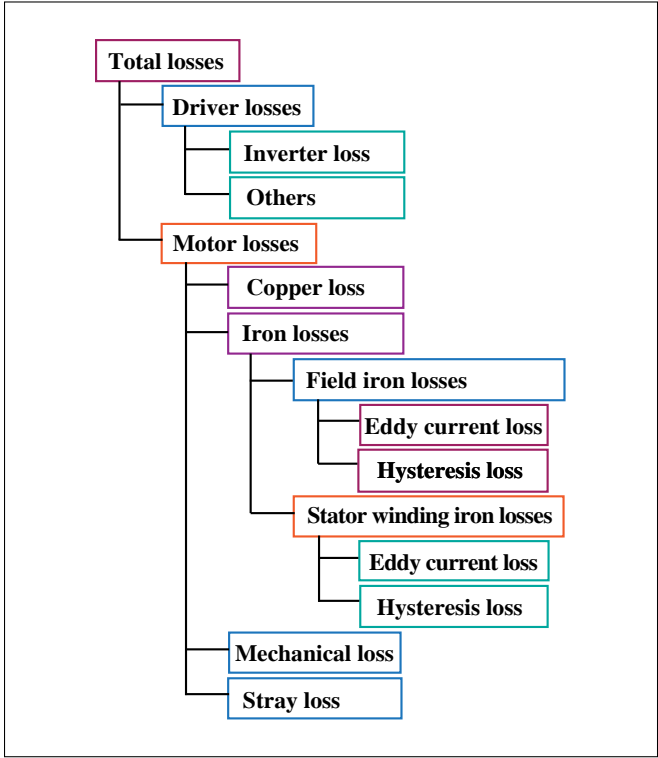 Total losses
Driver losses
Inverter loss
Others
Motor losses
Copper loss
Iron losses
Field iron losses
Eddy current loss
Hysteresis loss
Stator winding iron losses
Eddy current loss
Hysteresis loss
Mechanical loss
Stray loss